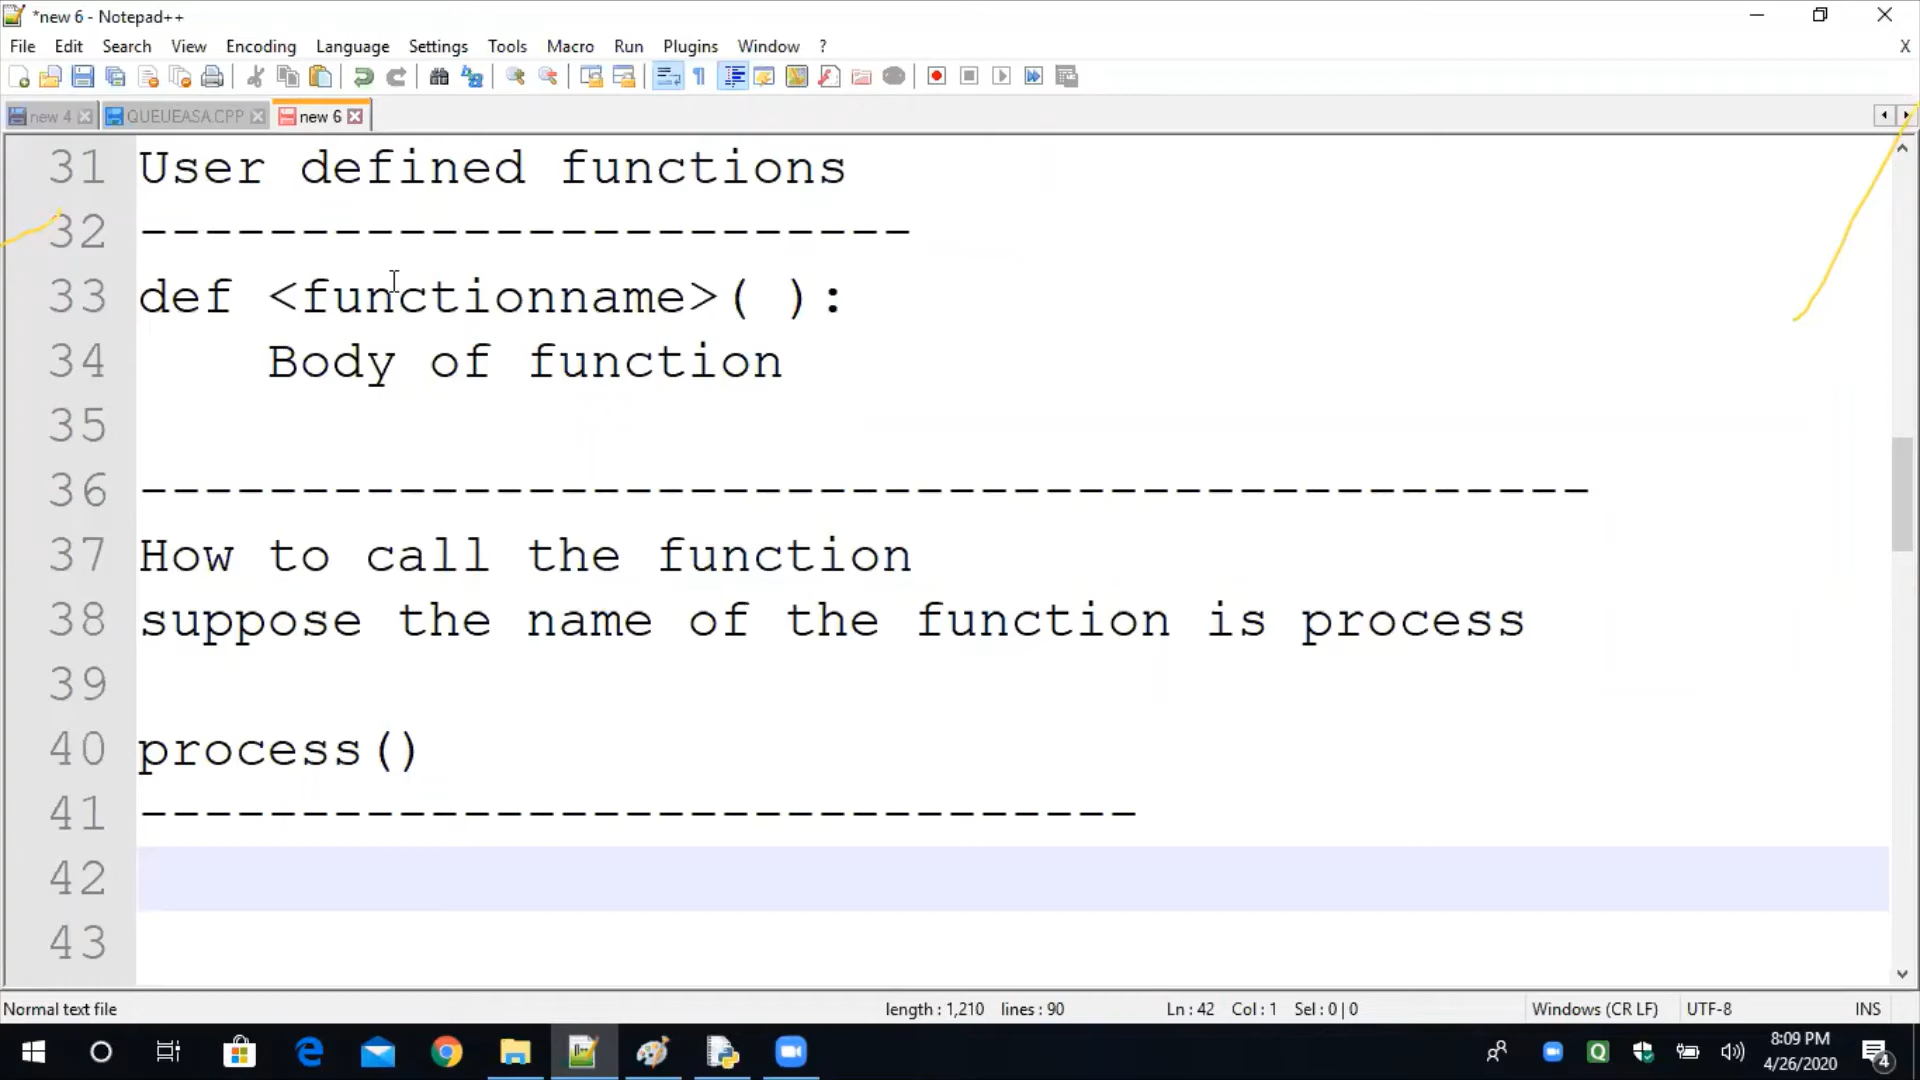 *new 6 - Notepad++
File Edit Search View Encoding Language Settings Tools Macro Run Plugins Window ? X
new 4 QUEUEASA.CPP new 6
31 User defined functions
32 ------------------------
33 def <functionname>( ):
34     Body of function
35
36 ---------------------------------------------
37 How to call the function
38 suppose the name of the function is process
39
40 process()
41 -------------------------------
42
43
Normal text file length : 1,210 lines : 90 Ln : 42 Col : 1 Sel : 0 | 0 Windows (CR LF) UTF-8 INS
8:09 PM
4/26/2020
4